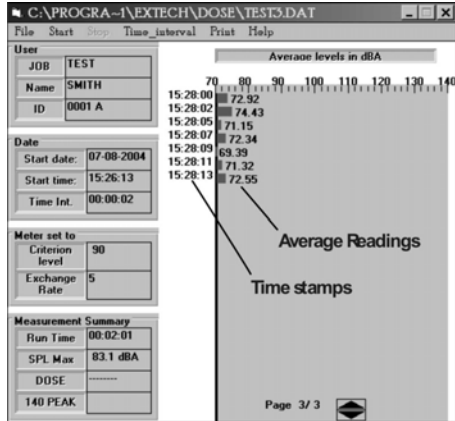 C:\PROGRA~1\EXTECH\DOSE\TEST3.DAT
File Start Stop Time_interval Print Help
User
JOB TEST
Name SMITH
ID 0001 A
Date
Start date: 07-08-2004
Start time: 15:26:13
Time Int. 00:00:02
Meter set to
Criterion level 90
Exchange Rate 5
Measurement Summary
Run Time 00:02:01
SPL Max 83.1 dBA
DOSE --------
140 PEAK
Average levels in dBA
70 80 90 100 110 120 130 140
15:28:00 72.92
15:28:02 74.43
15:28:05 71.15
15:28:07 72.34
15:28:09 69.39
15:28:11 71.32
15:28:13 72.55
Average Readings
Time stamps
Page 3/ 3